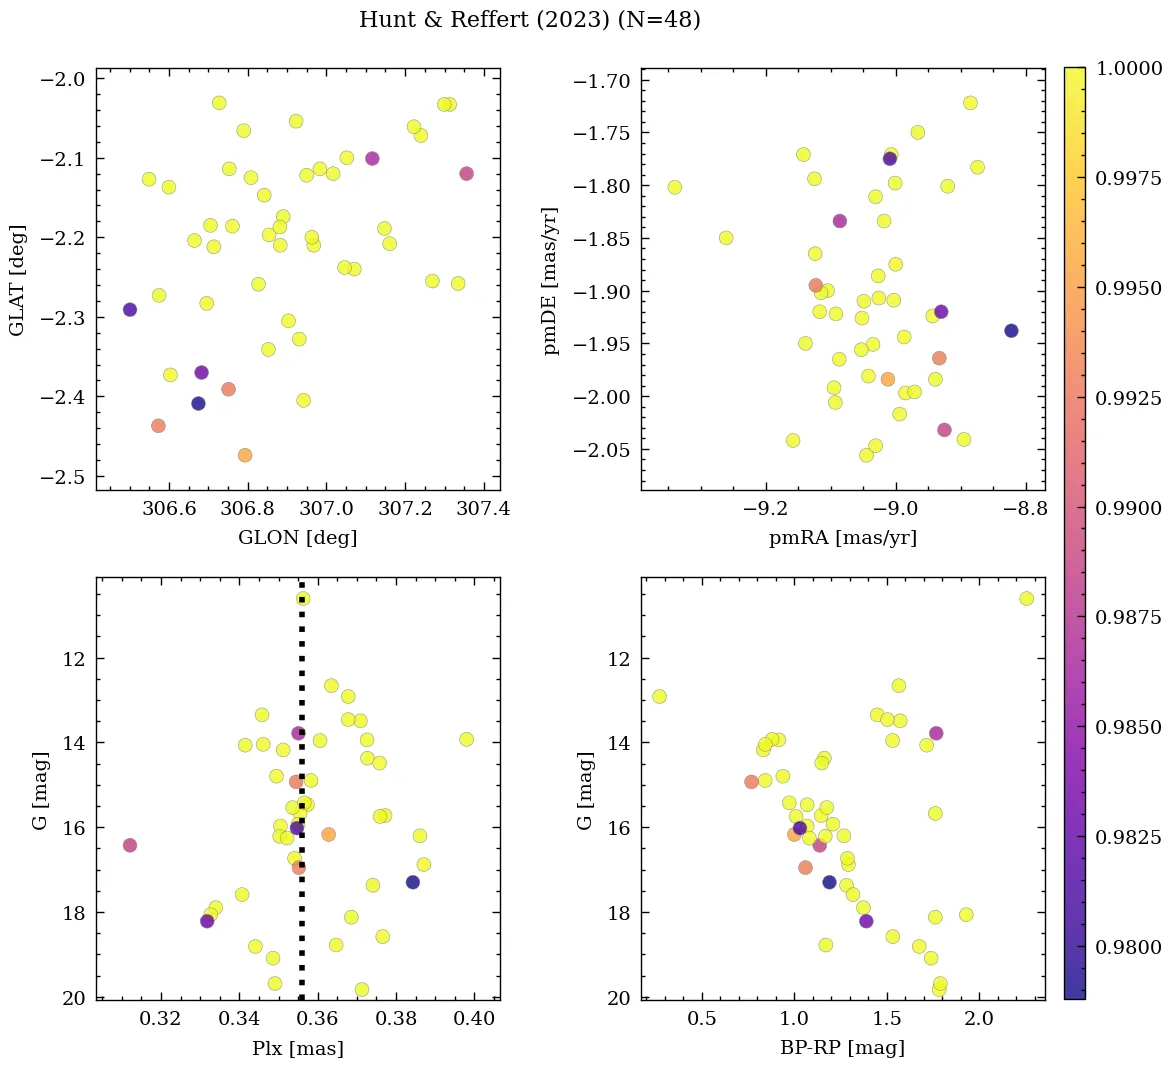 Hunt & Reffert (2023) (N=48)
−2.0
−2.1
−2.2
−2.3
−2.4
−2.5
GLAT [deg]
306.6 306.8 307.0 307.2 307.4
GLON [deg]
−1.70
−1.75
−1.80
−1.85
−1.90
−1.95
−2.00
−2.05
pmDE [mas/yr]
−9.2 −9.0 −8.8
pmRA [mas/yr]
12
14
16
18
20
G [mag]
0.32 0.34 0.36 0.38 0.40
Plx [mas]
12
14
16
18
20
G [mag]
0.5 1.0 1.5 2.0
BP-RP [mag]
1.0000
0.9975
0.9950
0.9925
0.9900
0.9875
0.9850
0.9825
0.9800